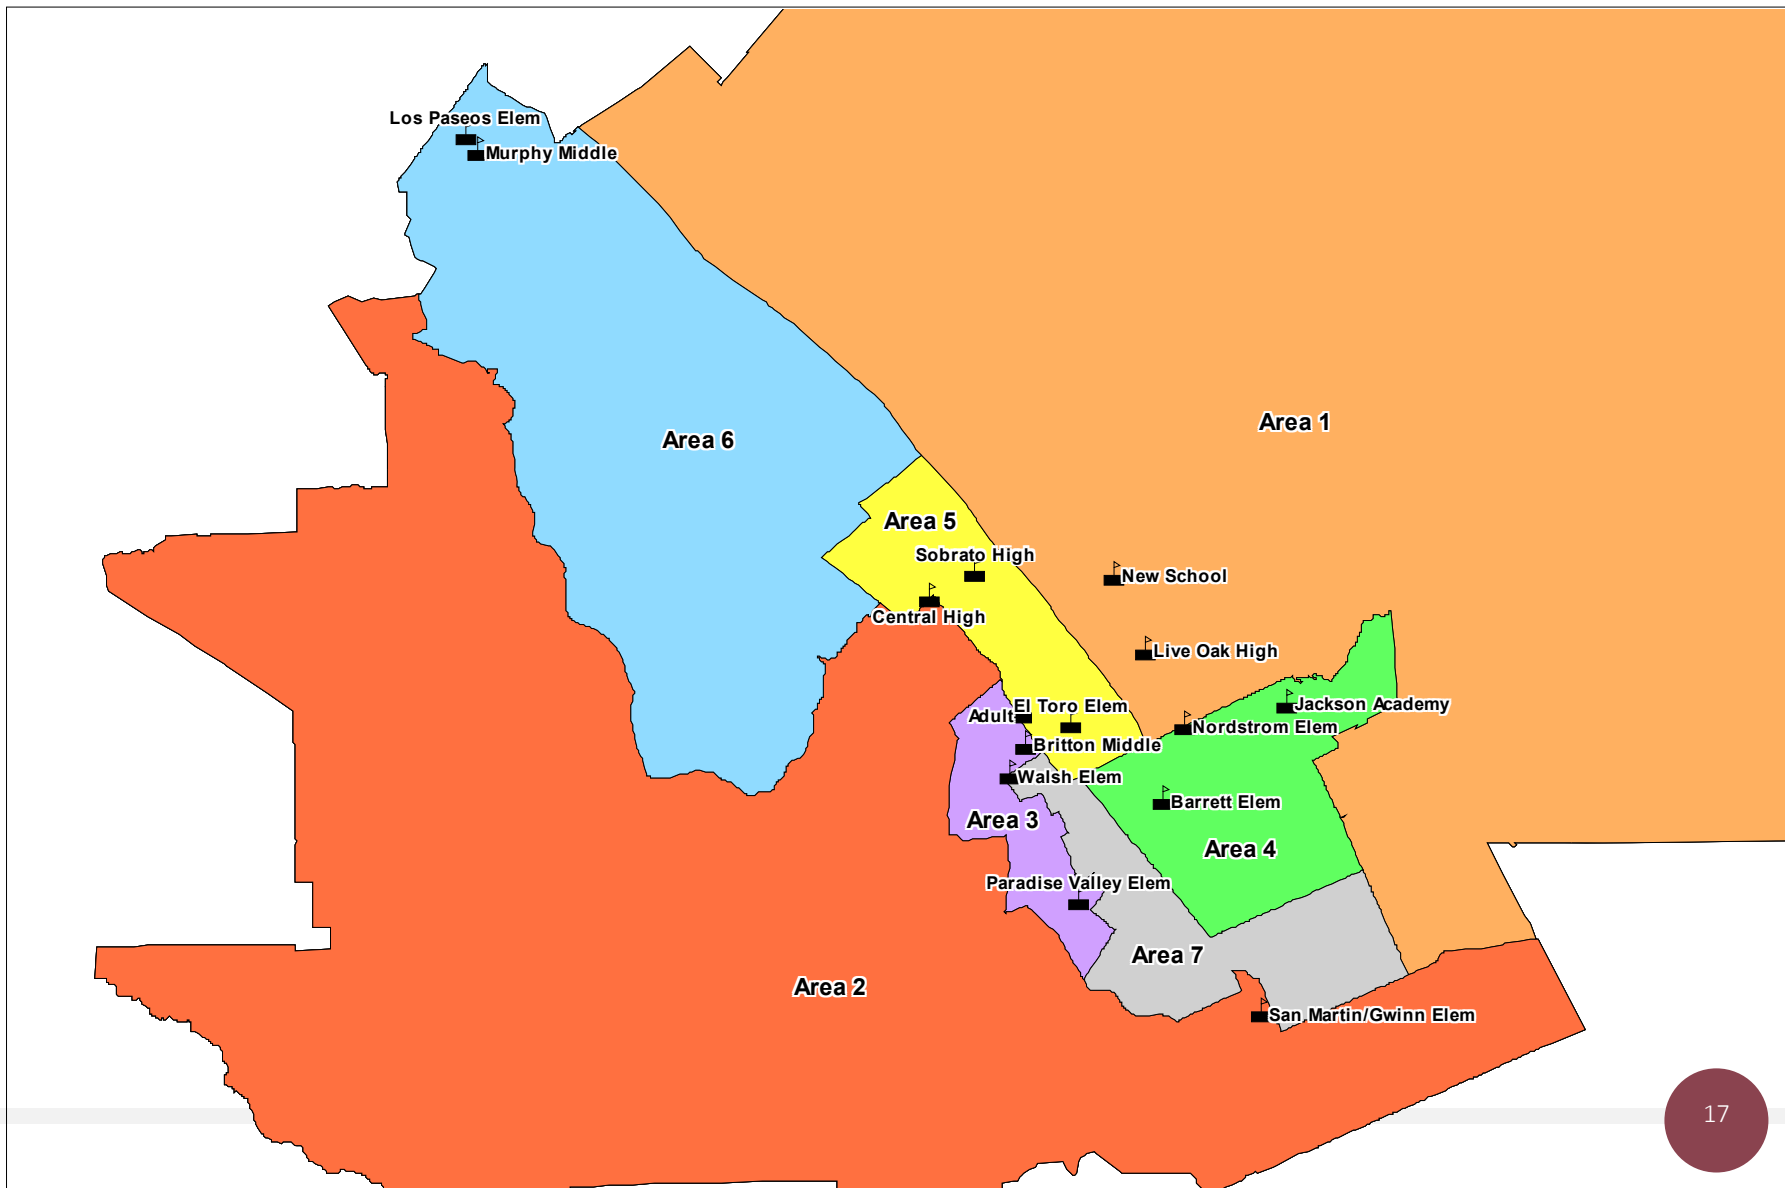 Los Paseos Elem
Murphy Middle
Area 1
Area 6
Area 5
Sobrato High
New School
Central High
Live Oak High
Jackson Academy
El Toro Elem
Adult
Nordstrom Elem
Britton Middle
Walsh Elem
Barrett Elem
Area 3
Area 4
Paradise Valley Elem
Area 7
Area 2
San Martin/Gwinn Elem
17